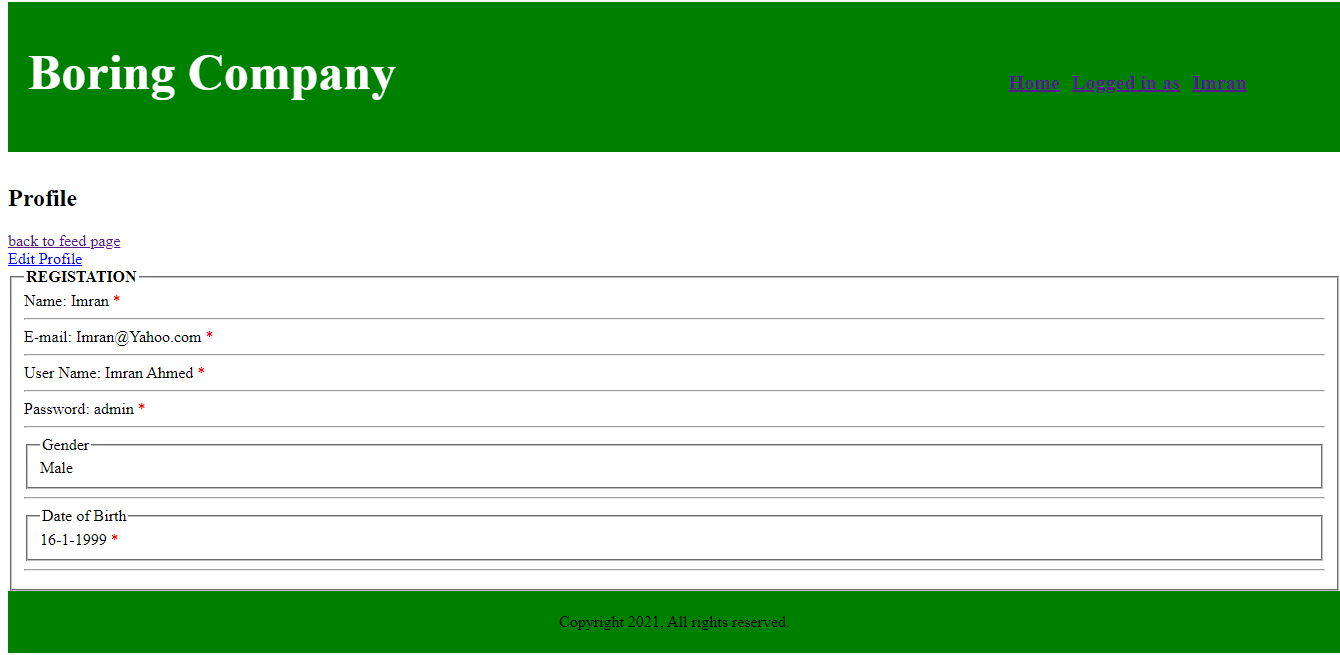 Boring Company
Home Logged in as Imran
Profile
back to feed page
Edit Profile
REGISTATION
Name: Imran *
E-mail: Imran@Yahoo.com *
User Name: Imran Ahmed *
Password: admin *
Gender
Male
Date of Birth
16-1-1999 *
Copyright 2021, All rights reserved.